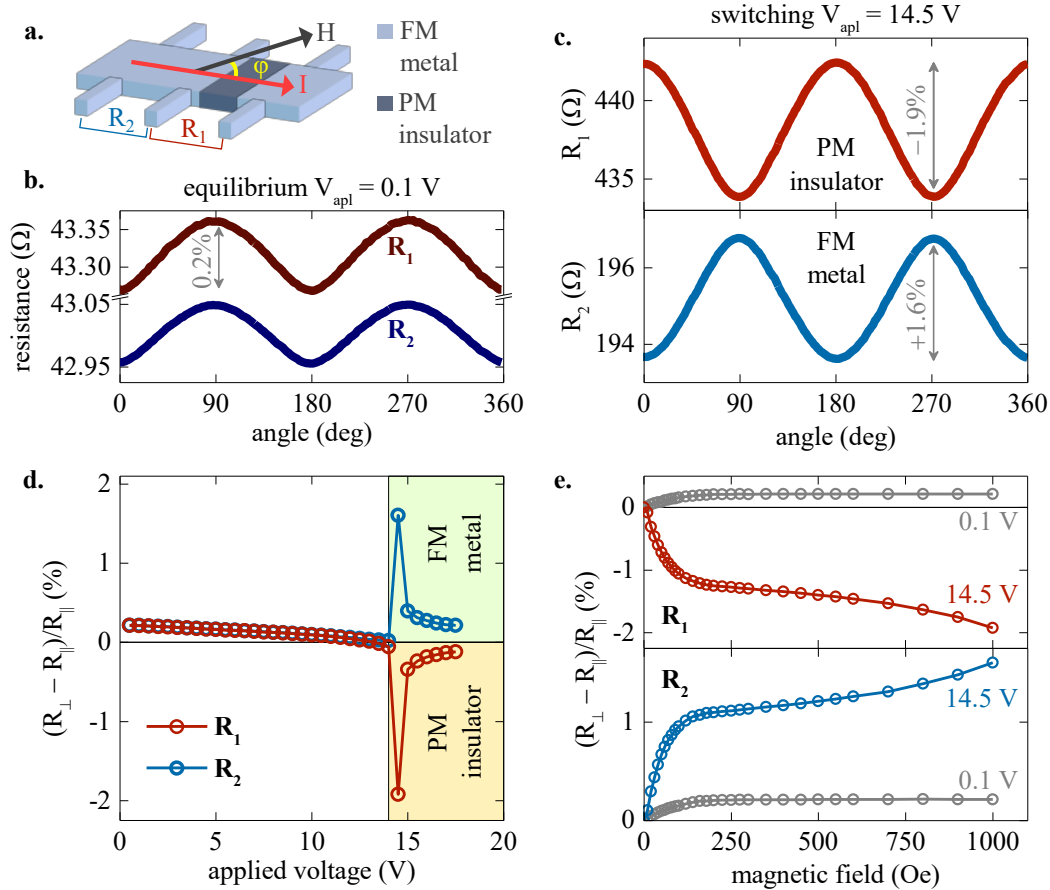 a.
H
φ
I
R2
R1
FM
metal
PM
insulator
b.
equilibrium Vapl = 0.1 V
resistance (Ω)
43.35
43.30
43.05
42.95
0.2%
R1
R2
0 90 180 270 360
angle (deg)
switching Vapl = 14.5 V
c.
R1 (Ω)
440
435
PM
insulator
−1.9%
R2 (Ω)
196
194
FM
metal
+1.6%
0 90 180 270 360
angle (deg)
d.
(R⊥ − R∥)/R∥ (%)
2
1
0
-1
-2
FM
metal
PM
insulator
R1
R2
0 5 10 15 20
applied voltage (V)
e.
(R⊥ − R∥)/R∥ (%)
0
-1
-2
0.1 V
14.5 V
R1
R2
1
0
14.5 V
0.1 V
0 250 500 750 1000
magnetic field (Oe)